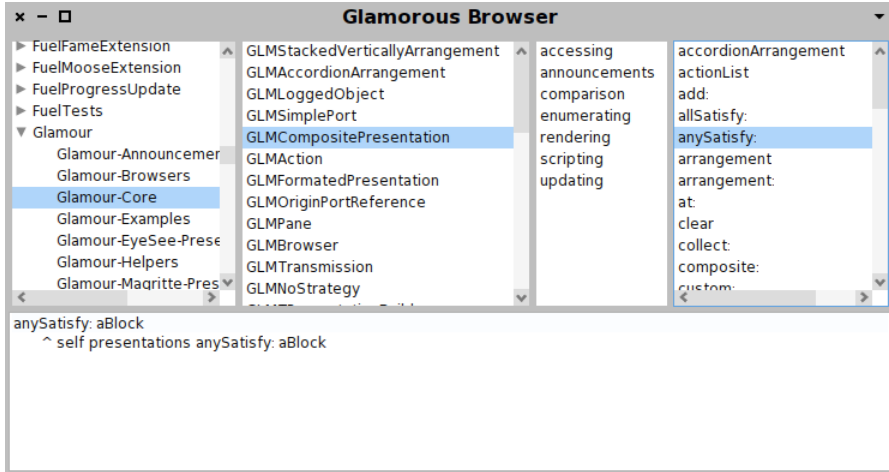 Glamorous Browser
FuelFameExtension
FuelMooseExtension
FuelProgressUpdate
FuelTests
Glamour
Glamour-Announcemer
Glamour-Browsers
Glamour-Core
Glamour-Examples
Glamour-EyeSee-Prese
Glamour-Helpers
Glamour-Magritte-Pres
GLMStackedVerticallyArrangement
GLMAccordionArrangement
GLMLoggedObject
GLMSimplePort
GLMCompositePresentation
GLMAction
GLMFormatedPresentation
GLMOriginPortReference
GLMPane
GLMBrowser
GLMTransmission
GLMNoStrategy
accessing
announcements
comparison
enumerating
rendering
scripting
updating
accordionArrangement
actionList
add:
allSatisfy:
anySatisfy:
arrangement
arrangement:
at:
clear
collect:
composite:
custom:
anySatisfy: aBlock
^ self presentations anySatisfy: aBlock